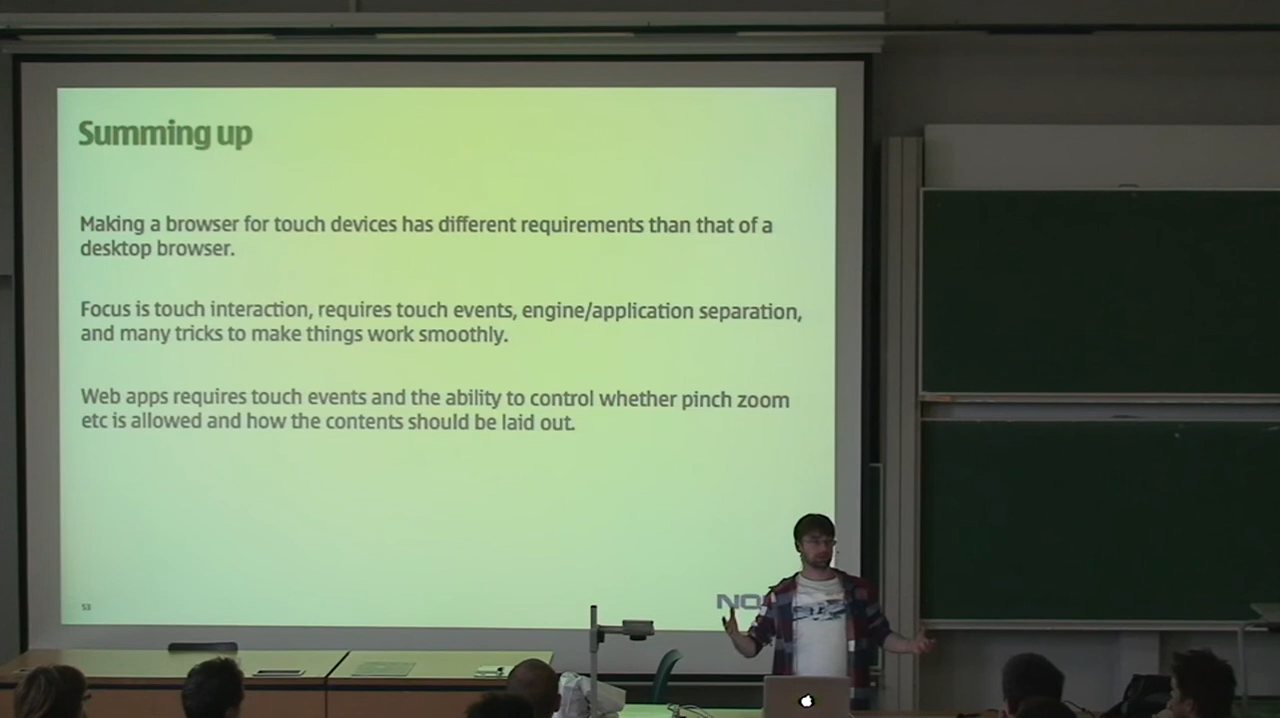 Summing up
Making a browser for touch devices has different requirements than that of a
desktop browser.
Focus is touch interaction, requires touch events, engine/application separation,
and many tricks to make things work smoothly.
Web apps requires touch events and the ability to control whether pinch zoom
etc is allowed and how the contents should be laid out.
53